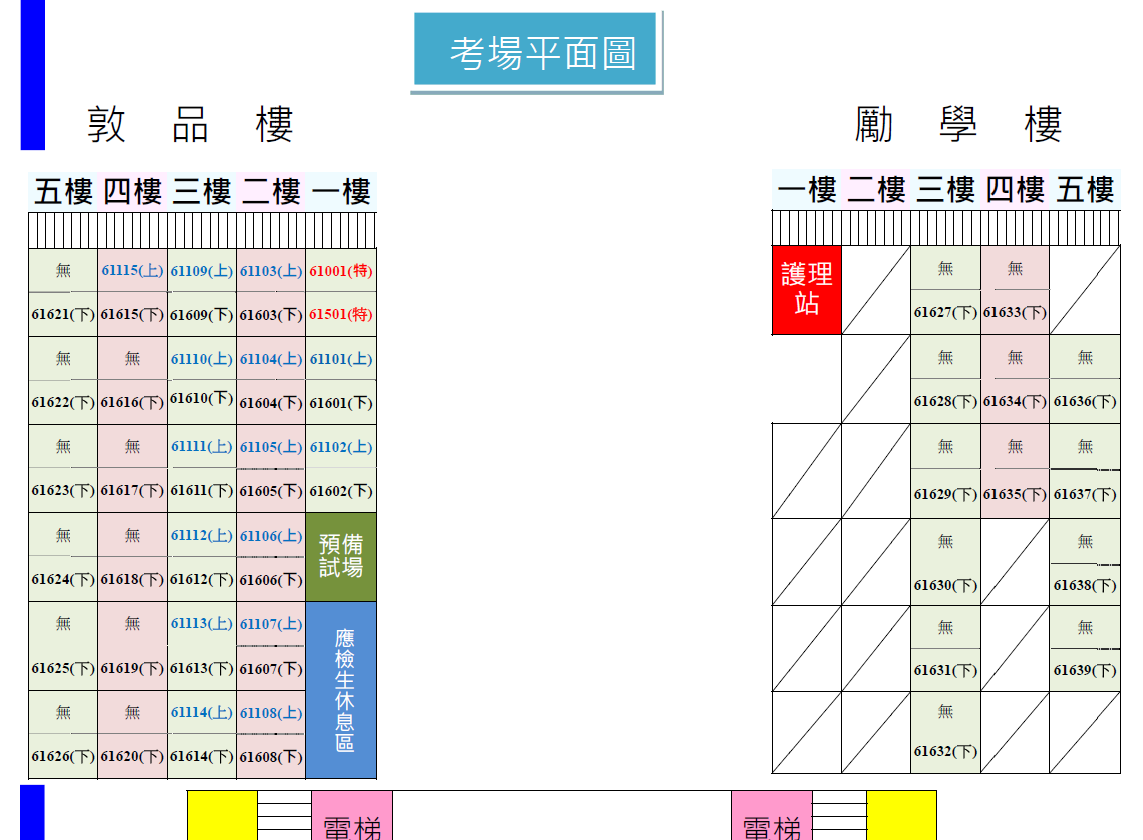 考場平面圖
敦品樓
五樓 四樓 三樓 二樓 一樓
無 61115(上) 61109(上) 61103(上) 61001(特)
61621(下) 61615(下) 61609(下) 61603(下) 61501(特)
無 無 61110(上) 61104(上) 61101(上)
61622(下) 61616(下) 61610(下) 61604(下) 61601(下)
無 無 61111(上) 61105(上) 61102(上)
61623(下) 61617(下) 61611(下) 61605(下) 61602(下)
無 無 61112(上) 61106(上)
61624(下) 61618(下) 61612(下) 61606(下)
預備
試場
無 無 61113(上) 61107(上)
61625(下) 61619(下) 61613(下) 61607(下)
無 無 61114(上) 61108(上)
61626(下) 61620(下) 61614(下) 61608(下)
應檢生休息區
勵學樓
一樓 二樓 三樓 四樓 五樓
護理
站
無 無
61627(下) 61633(下)
無 無 無
61628(下) 61634(下) 61636(下)
無 無 無
61629(下) 61635(下) 61637(下)
無 無
61630(下) 61638(下)
無 無
61631(下) 61639(下)
無
61632(下)
電梯
電梯